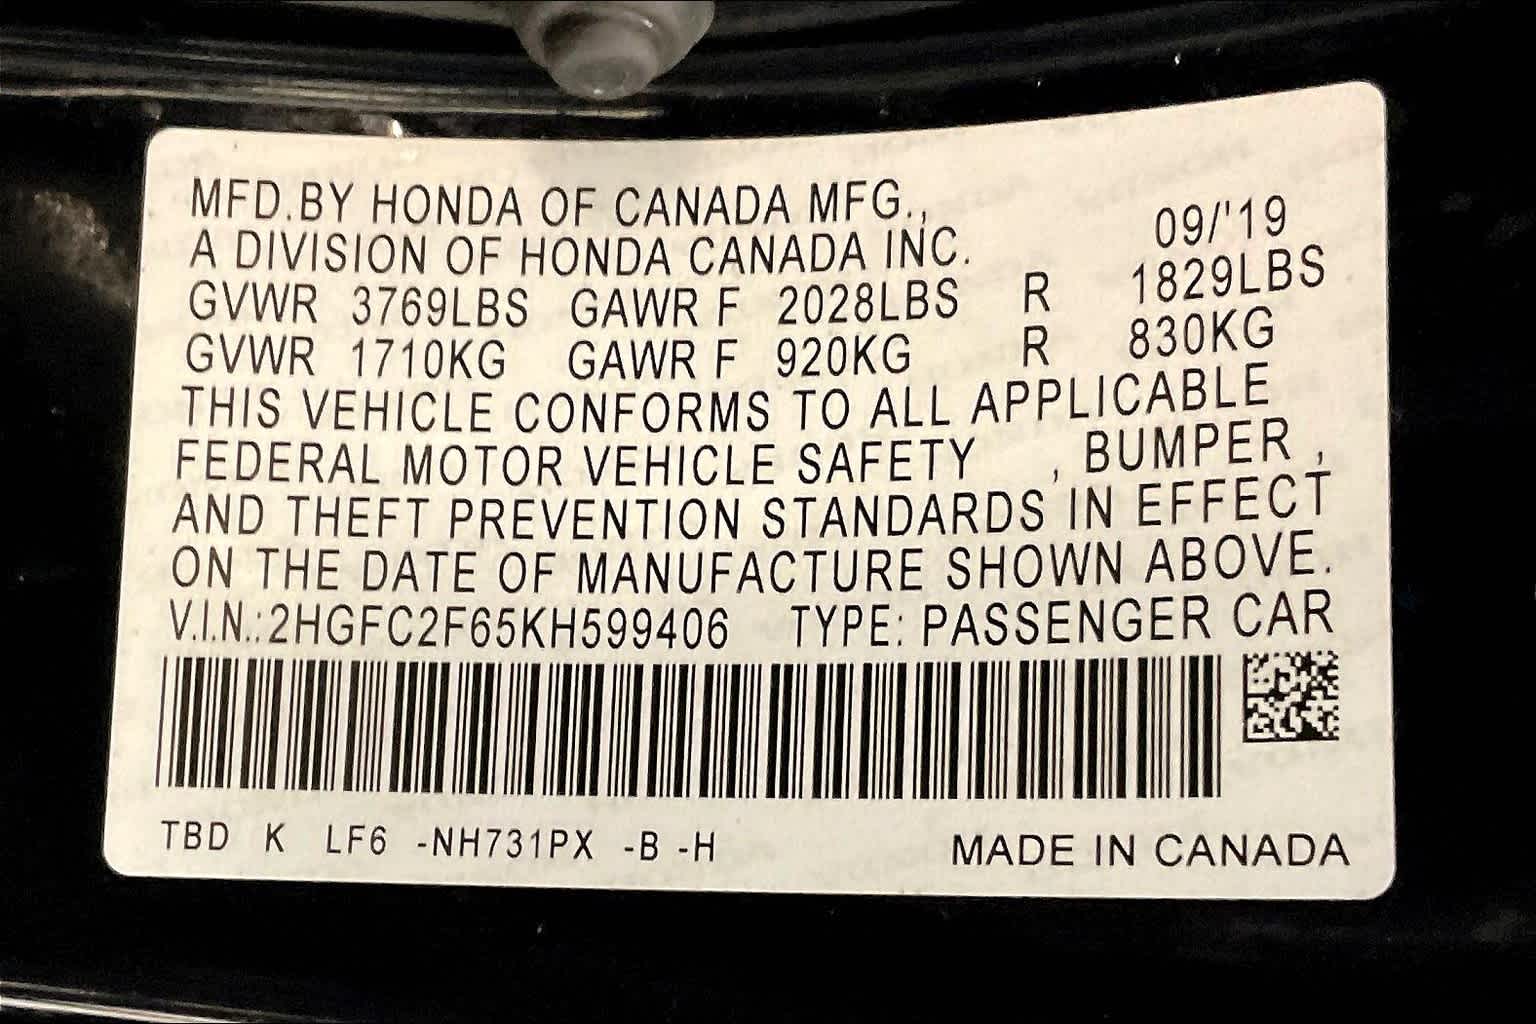 MFD.BY HONDA OF CANADA MFG.,
A DIVISION OF HONDA CANADA INC. 09/'19
GVWR 3769LBS GAWR F 2028LBS R 1829LBS
GVWR 1710KG GAWR F 920KG R 830KG
THIS VEHICLE CONFORMS TO ALL APPLICABLE
FEDERAL MOTOR VEHICLE SAFETY , BUMPER ,
AND THEFT PREVENTION STANDARDS IN EFFECT
ON THE DATE OF MANUFACTURE SHOWN ABOVE.
V.I.N.:2HGFC2F65KH599406 TYPE: PASSENGER CAR
TBD K LF6 -NH731PX -B -H MADE IN CANADA